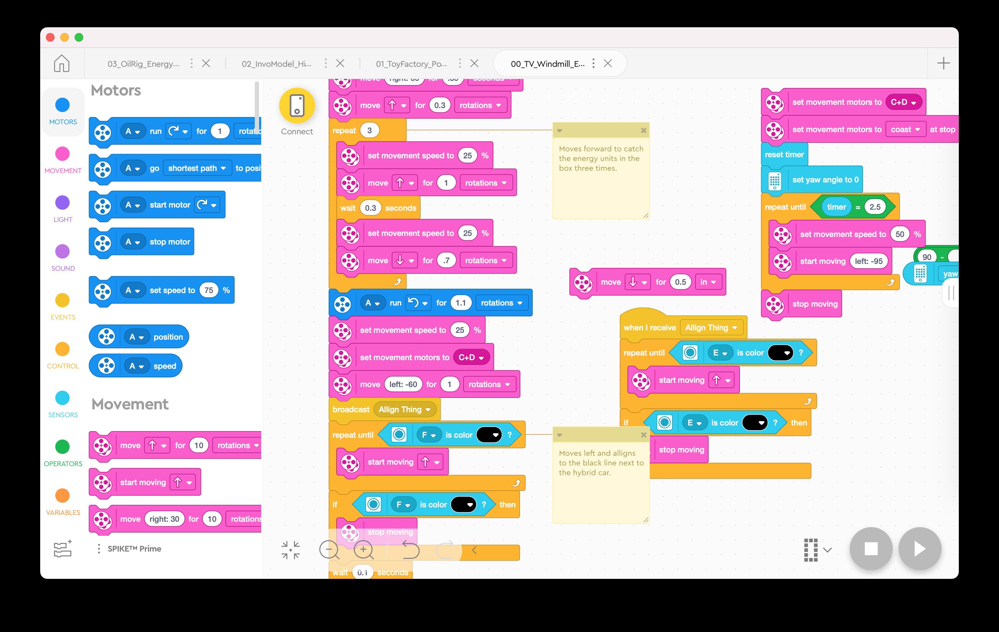 03_OilRig_Energy...
02_InvoModel_Hi...
01_ToyFactory_Po...
00_TV_Windmill_E...
MOTORS
MOVEMENT
LIGHT
SOUND
EVENTS
CONTROL
SENSORS
OPERATORS
VARIABLES
Motors
A run for 1
A go shortest path to
A start motor
A stop motor
A set speed to 75 %
A position
A speed
Movement
move for 10 rotations
start moving
move right: 30 for 10 rotations
SPIKE™ Prime
Connect
move for 0.3 rotations
repeat 3
set movement speed to 25 %
move for 1 rotations
wait 0.3 seconds
set movement speed to 25 %
move for .7 rotations
A run for 1.1 rotations
set movement speed to 25 %
set movement motors to C+D
move left: -60 for 1 rotations
broadcast Allign Thing
repeat until F is color ?
start moving
if F is color ? then
stop moving
wait 0.1 seconds
Moves forward to catch
the energy units in the
box three times.
move for 0.5 in
when I receive Allign Thing
repeat until E is color ?
start moving
if E is color ? then
stop moving
Moves left and alligns
to the black line next to
the hybrid car.
set movement motors to C+D
set movement motors to coast at stop
reset timer
set yaw angle to 0
repeat until timer = 2.5
set movement speed to 50 %
start moving left: -95
stop moving
90 -
yaw